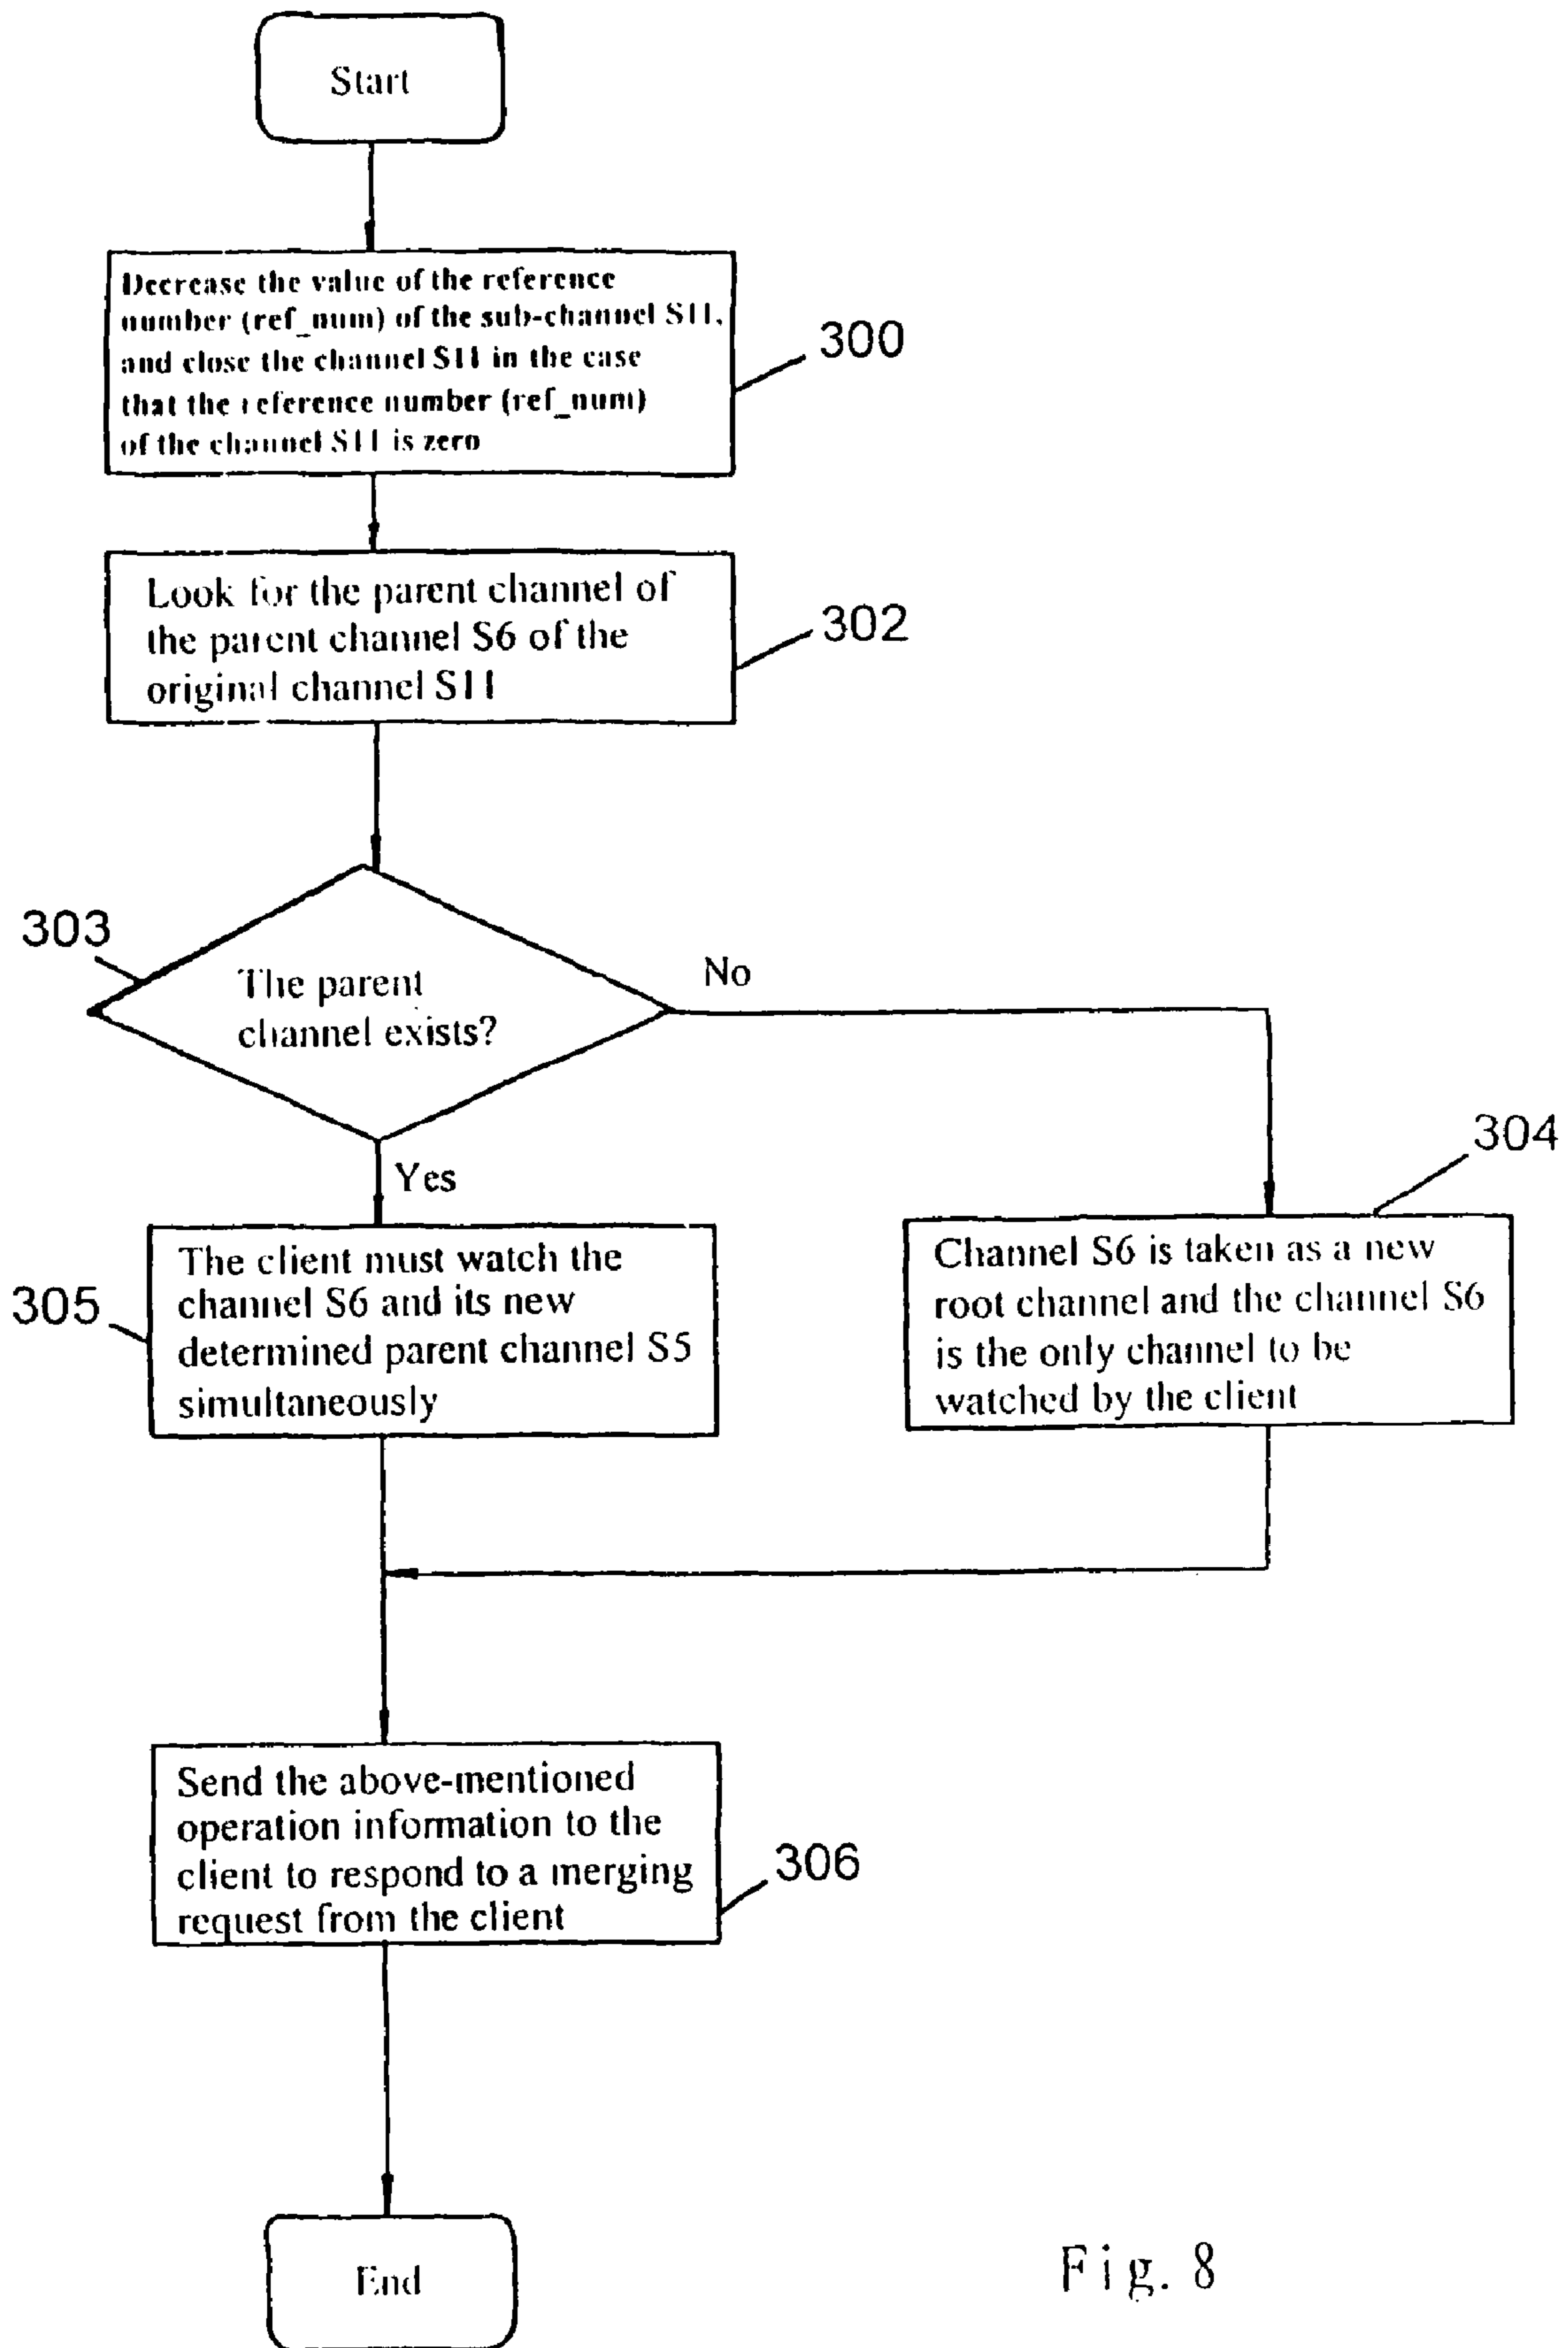 Start
Decrease the value of the reference
number (ref_num) of the sub-channel S11,
and close the channel S11 in the case
that the reference number (ref_num)
of the channel S11 is zero
300
Look for the parent channel of
the parent channel S6 of the
original channel S11
302
303
The parent
channel exists?
No
Yes
304
305
The client must watch the
channel S6 and its new
determined parent channel S5
simultaneously
Channel S6 is taken as a new
root channel and the channel S6
is the only channel to be
watched by the client
Send the above-mentioned
operation information to the
client to respond to a merging
request from the client
306
End
Fig. 8